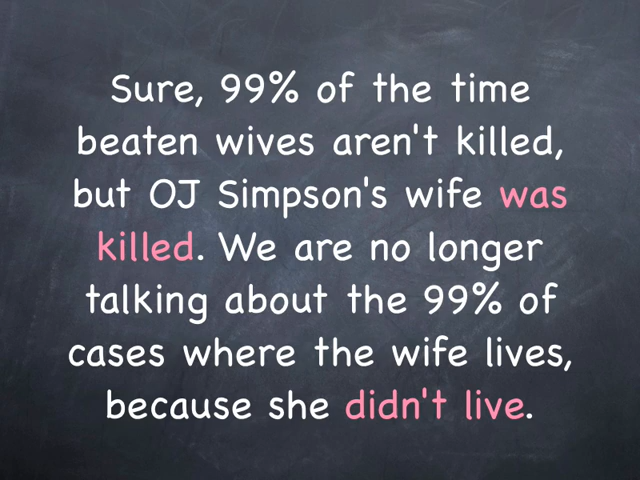 Sure, 99% of the time
beaten wives aren't killed,
but OJ Simpson's wife was
killed. We are no longer
talking about the 99% of
cases where the wife lives,
because she didn't live.